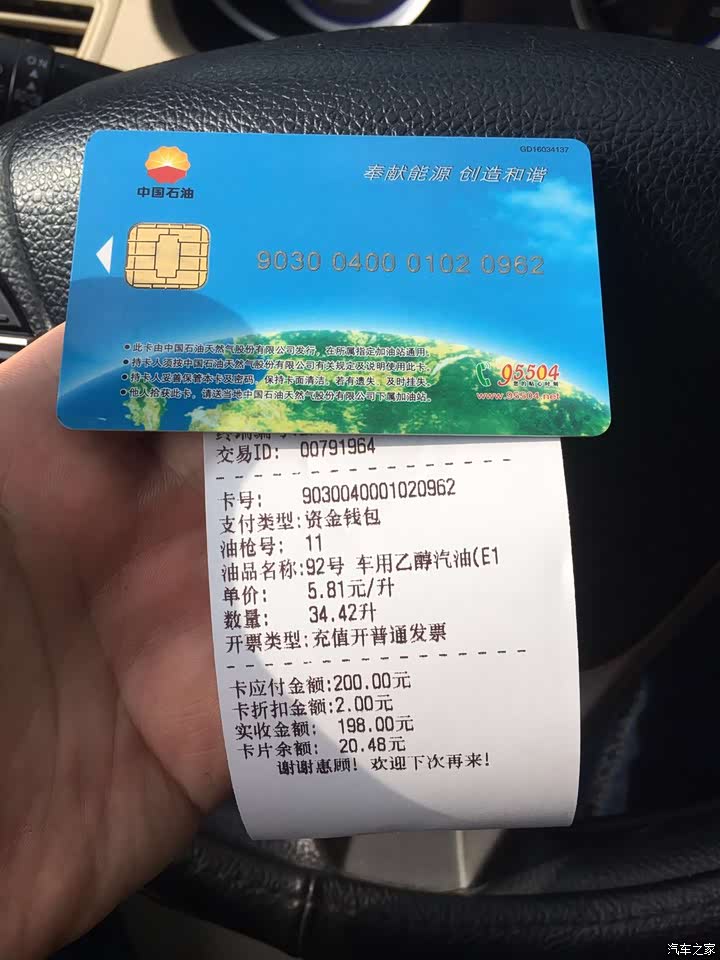 GD16034137
中国石油
奉献能源 创造和谐
9030 0400 0102 0962
●此卡由中国石油天然气股份有限公司发行，在所属指定加油站通用。
●持卡人须按中国石油天然气股份有限公司有关规定及说明使用此卡。
●持卡人妥善保管本卡及密码，保持卡面清洁，若有遗失，及时挂失。
●他人拾获此卡，请送当地中国石油天然气股份有限公司下属加油站。
95504
www.95504.net
交易ID: 00791964
卡号: 9030040001020962
支付类型:资金钱包
油枪号: 11
油品名称:92号 车用乙醇汽油(E1
单价: 5.81元/升
数量: 34.42升
开票类型:充值开普通发票
卡应付金额:200.00元
卡折扣金额:2.00元
实收金额: 198.00元
卡片余额: 20.48元
谢谢惠顾! 欢迎下次再来!
汽车之家